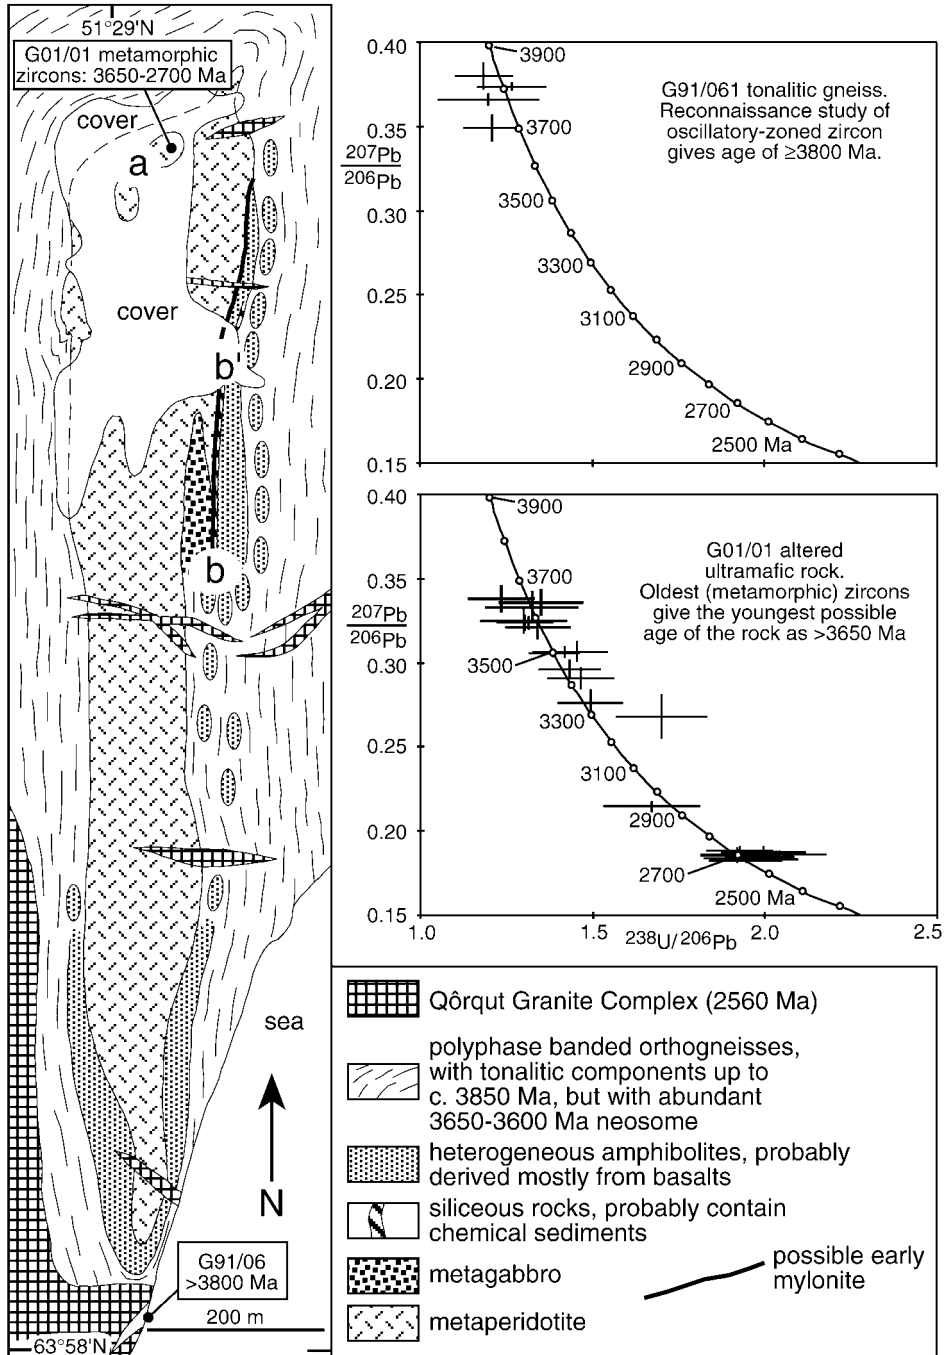 51°29'N
G01/01 metamorphic
zircons: 3650-2700 Ma
cover
a
cover
b'
b
sea
N
G91/06
>3800 Ma
200 m
63°58'N
0.40
0.35
0.30
0.25
0.20
0.15
207Pb
206Pb
3900
3700
3500
3300
3100
2900
2700
2500 Ma
G91/061 tonalitic gneiss.
Reconnaissance study of
oscillatory-zoned zircon
gives age of ≥3800 Ma.
0.40
0.35
0.30
0.25
0.20
0.15
207Pb
206Pb
3900
3700
3500
3300
3100
2900
2700
2500 Ma
G01/01 altered
ultramafic rock.
Oldest (metamorphic) zircons
give the youngest possible
age of the rock as >3650 Ma
1.0 1.5 2.0 2.5
238U/206Pb
Qôrqut Granite Complex (2560 Ma)
polyphase banded orthogneisses,
with tonalitic components up to
c. 3850 Ma, but with abundant
3650-3600 Ma neosome
heterogeneous amphibolites, probably
derived mostly from basalts
siliceous rocks, probably contain
chemical sediments
metagabbro
metaperidotite
possible early
mylonite